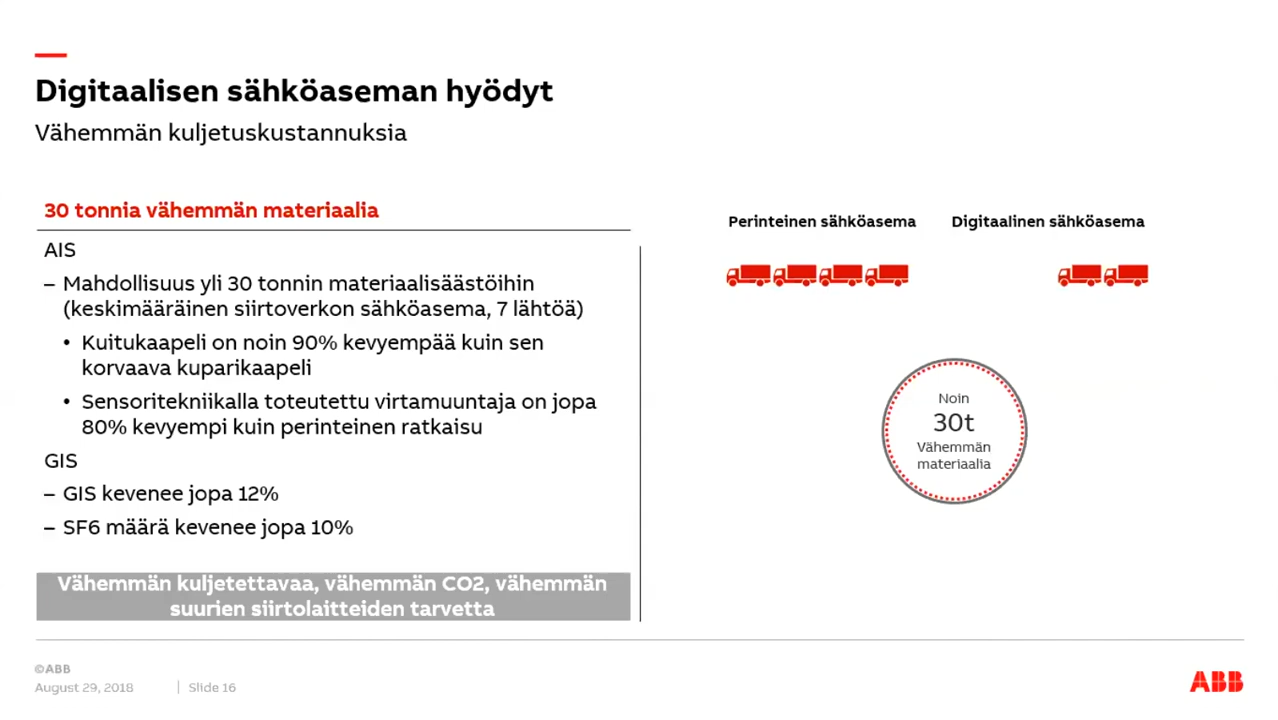 Digitaalisen sähköaseman hyödyt
Vähemmän kuljetuskustannuksia
30 tonnia vähemmän materiaalia
AIS
– Mahdollisuus yli 30 tonnin materiaalisäästöihin
(keskimääräinen siirtoverkon sähköasema, 7 lähtöä)
• Kuitukaapeli on noin 90% kevyempää kuin sen
korvaava kuparikaapeli
• Sensoritekniikalla toteutettu virtamuuntaja on jopa
80% kevyempi kuin perinteinen ratkaisu
GIS
– GIS kevenee jopa 12%
– SF6 määrä kevenee jopa 10%
Vähemmän kuljetettavaa, vähemmän CO2, vähemmän
suurien siirtolaitteiden tarvetta
Perinteinen sähköasema
Digitaalinen sähköasema
Noin
30t
Vähemmän
materiaalia
©ABB
August 29, 2018
Slide 16
ABB